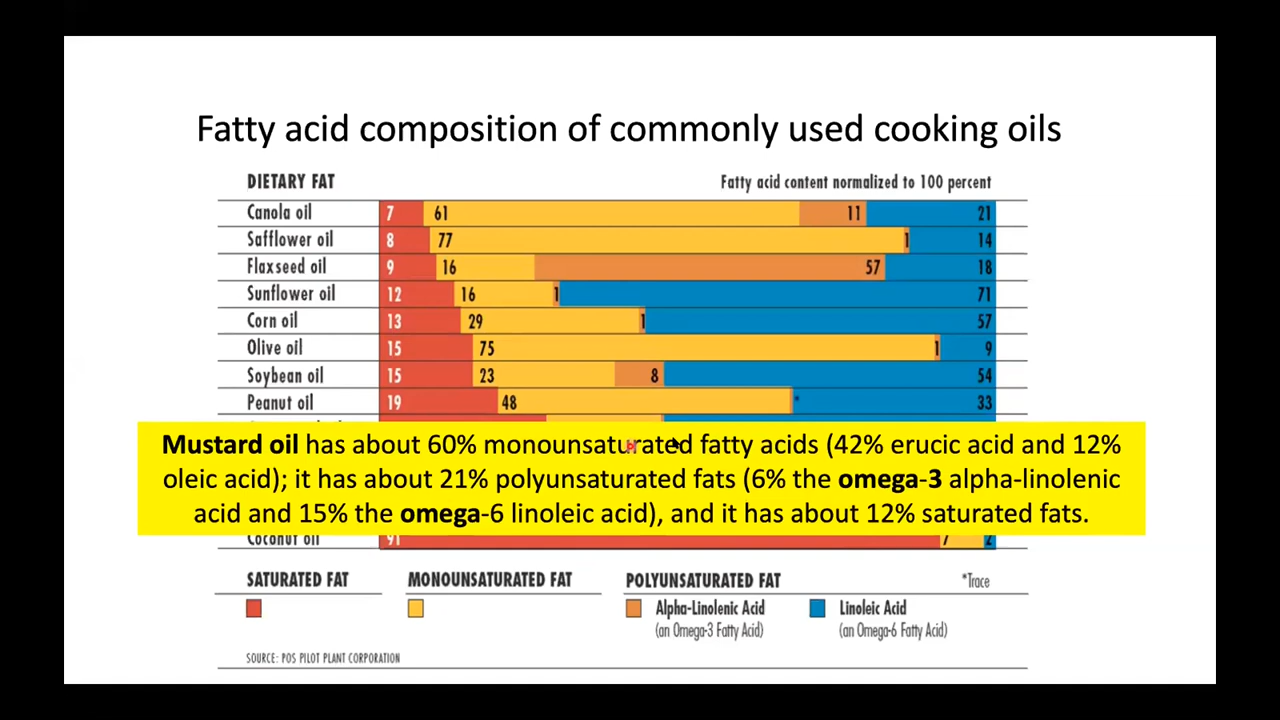 Fatty acid composition of commonly used cooking oils
DIETARY FAT Fatty acid content normalized to 100 percent
Canola oil 7 61 11 21
Safflower oil 8 77 1 14
Flaxseed oil 9 16 57 18
Sunflower oil 12 16 1 71
Corn oil 13 29 1 57
Olive oil 15 75 1 9
Soybean oil 15 23 8 54
Peanut oil 19 48 * 33
Mustard oil has about 60% monounsaturated fatty acids (42% erucic acid and 12%
oleic acid); it has about 21% polyunsaturated fats (6% the omega-3 alpha-linolenic
acid and 15% the omega-6 linoleic acid), and it has about 12% saturated fats.
Coconut oil 91 7 2
SATURATED FAT MONOUNSATURATED FAT POLYUNSATURATED FAT *Trace
Alpha-Linolenic Acid Linoleic Acid
(an Omega-3 Fatty Acid) (an Omega-6 Fatty Acid)
SOURCE: POS PILOT PLANT CORPORATION